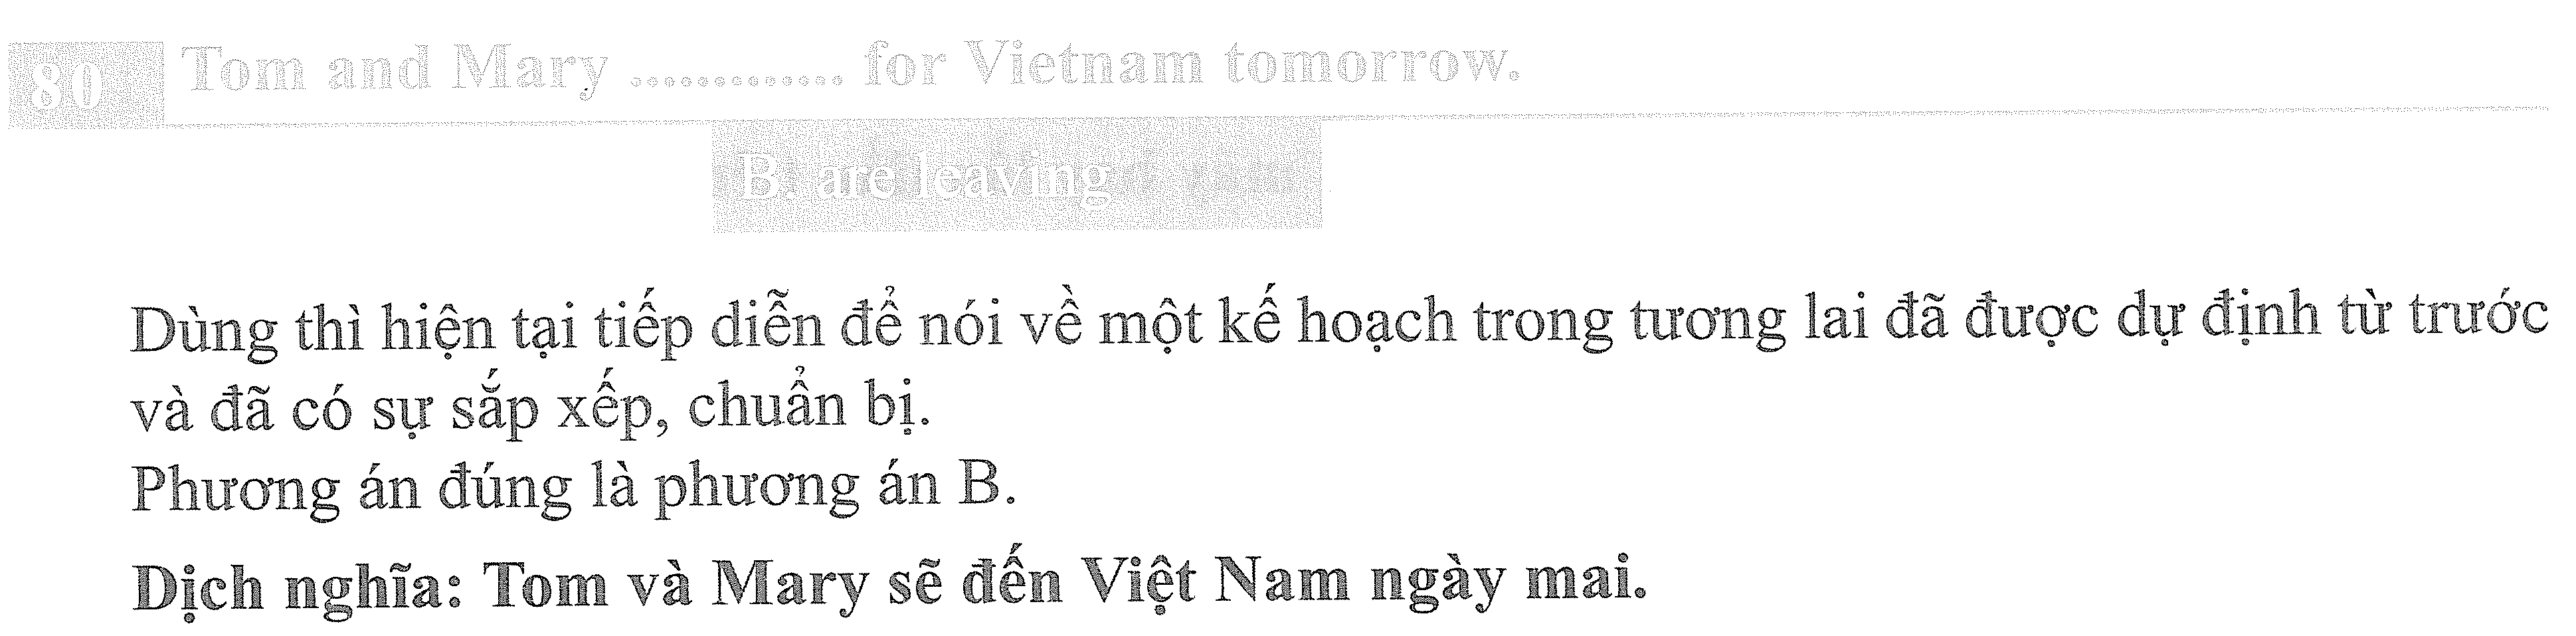 80 Tom and Mary ............. for Vietnam tomorrow.
B. are leaving
Dùng thì hiện tại tiếp diễn để nói về một kế hoạch trong tương lai đã được dự định từ trước
và đã có sự sắp xếp, chuẩn bị.
Phương án đúng là phương án B.
Dịch nghĩa: Tom và Mary sẽ đến Việt Nam ngày mai.